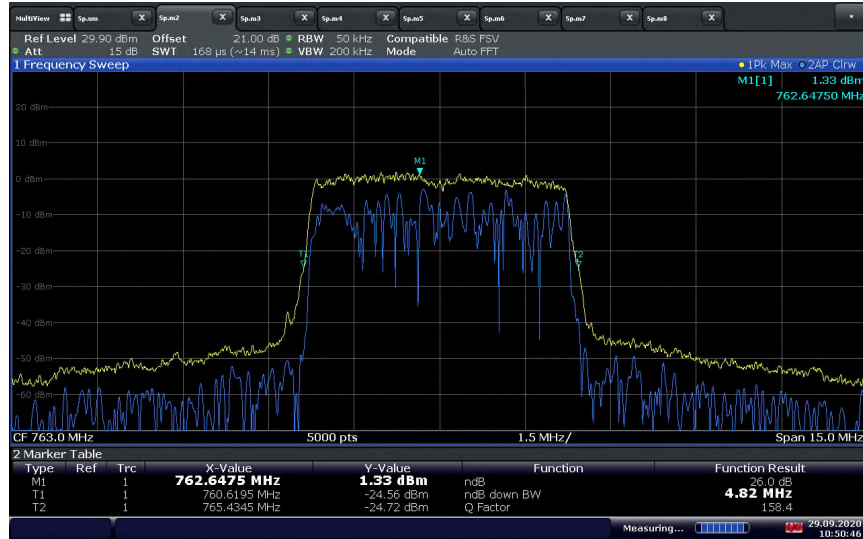 MultiView Sp.um X Sp.m2 X Sp.m3 X Sp.m4 X Sp.m5 X Sp.m6 X Sp.m7 X Sp.m8 X
Ref Level 29.90 dBm Offset 21.00 dB RBW 50 kHz Compatible R&S FSV
Att 15 dB SWT 168 µs (~14 ms) VBW 200 kHz Mode Auto FFT
1 Frequency Sweep 1Pk Max 2AP Clrw
M1[1] 1.33 dBm
762.64750 MHz
20 dBm
10 dBm
M1
0 dBm
-10 dBm
-20 dBm
T1 T2
-30 dBm
-40 dBm
-50 dBm
-60 dBm
CF 763.0 MHz 5000 pts 1.5 MHz/ Span 15.0 MHz
2 Marker Table
Type Ref Trc X-Value Y-Value Function Function Result
M1 1 762.6475 MHz 1.33 dBm ndB 26.0 dB
T1 1 760.6195 MHz -24.56 dBm ndB down BW 4.82 MHz
T2 1 765.4345 MHz -24.72 dBm Q Factor 158.4
Measuring... 29.09.2020
10:50:46